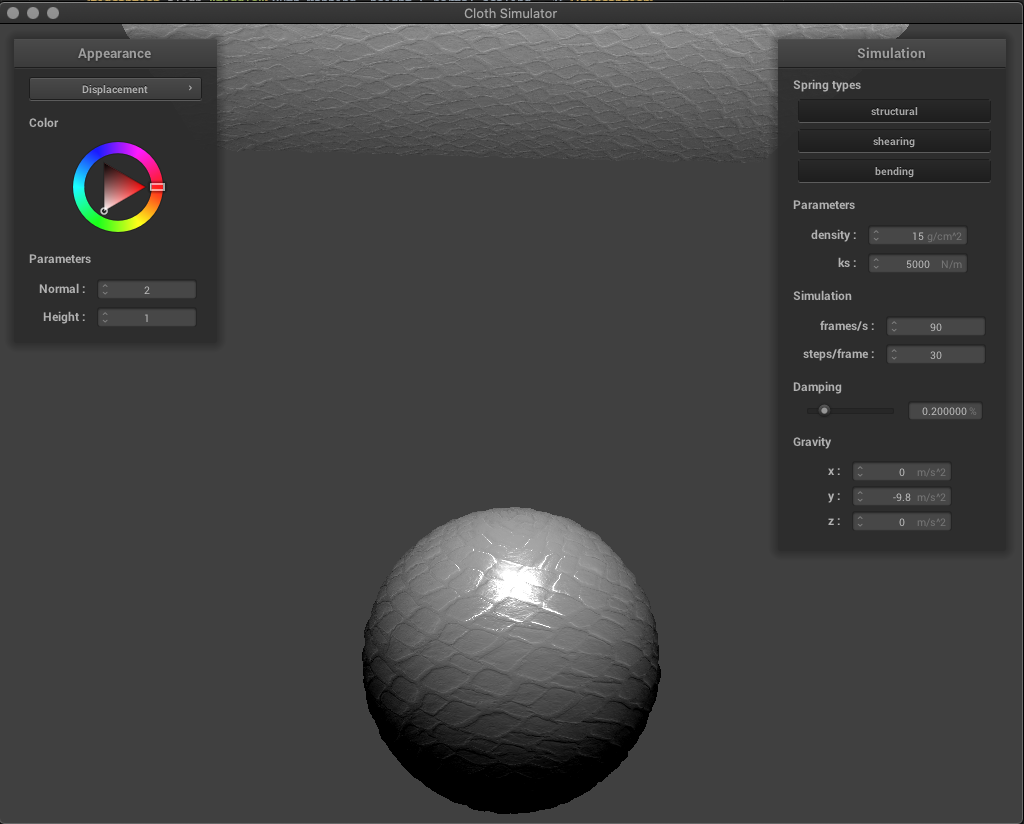 Cloth Simulator
Appearance
Displacement
Color
Parameters
Normal : 2
Height : 1
Simulation
Spring types
structural
shearing
bending
Parameters
density : 15 g/cm^2
ks : 5000 N/m
Simulation
frames/s : 90
steps/frame : 30
Damping
0.200000 %
Gravity
x : 0 m/s^2
y : -9.8 m/s^2
z : 0 m/s^2